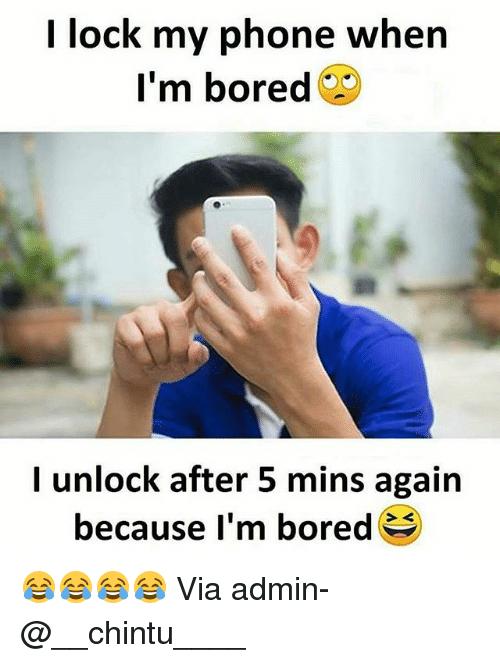 I lock my phone when
I'm bored🙄
I unlock after 5 mins again
because I'm bored😆
😂😂😂😂 Via admin-
@__chintu____